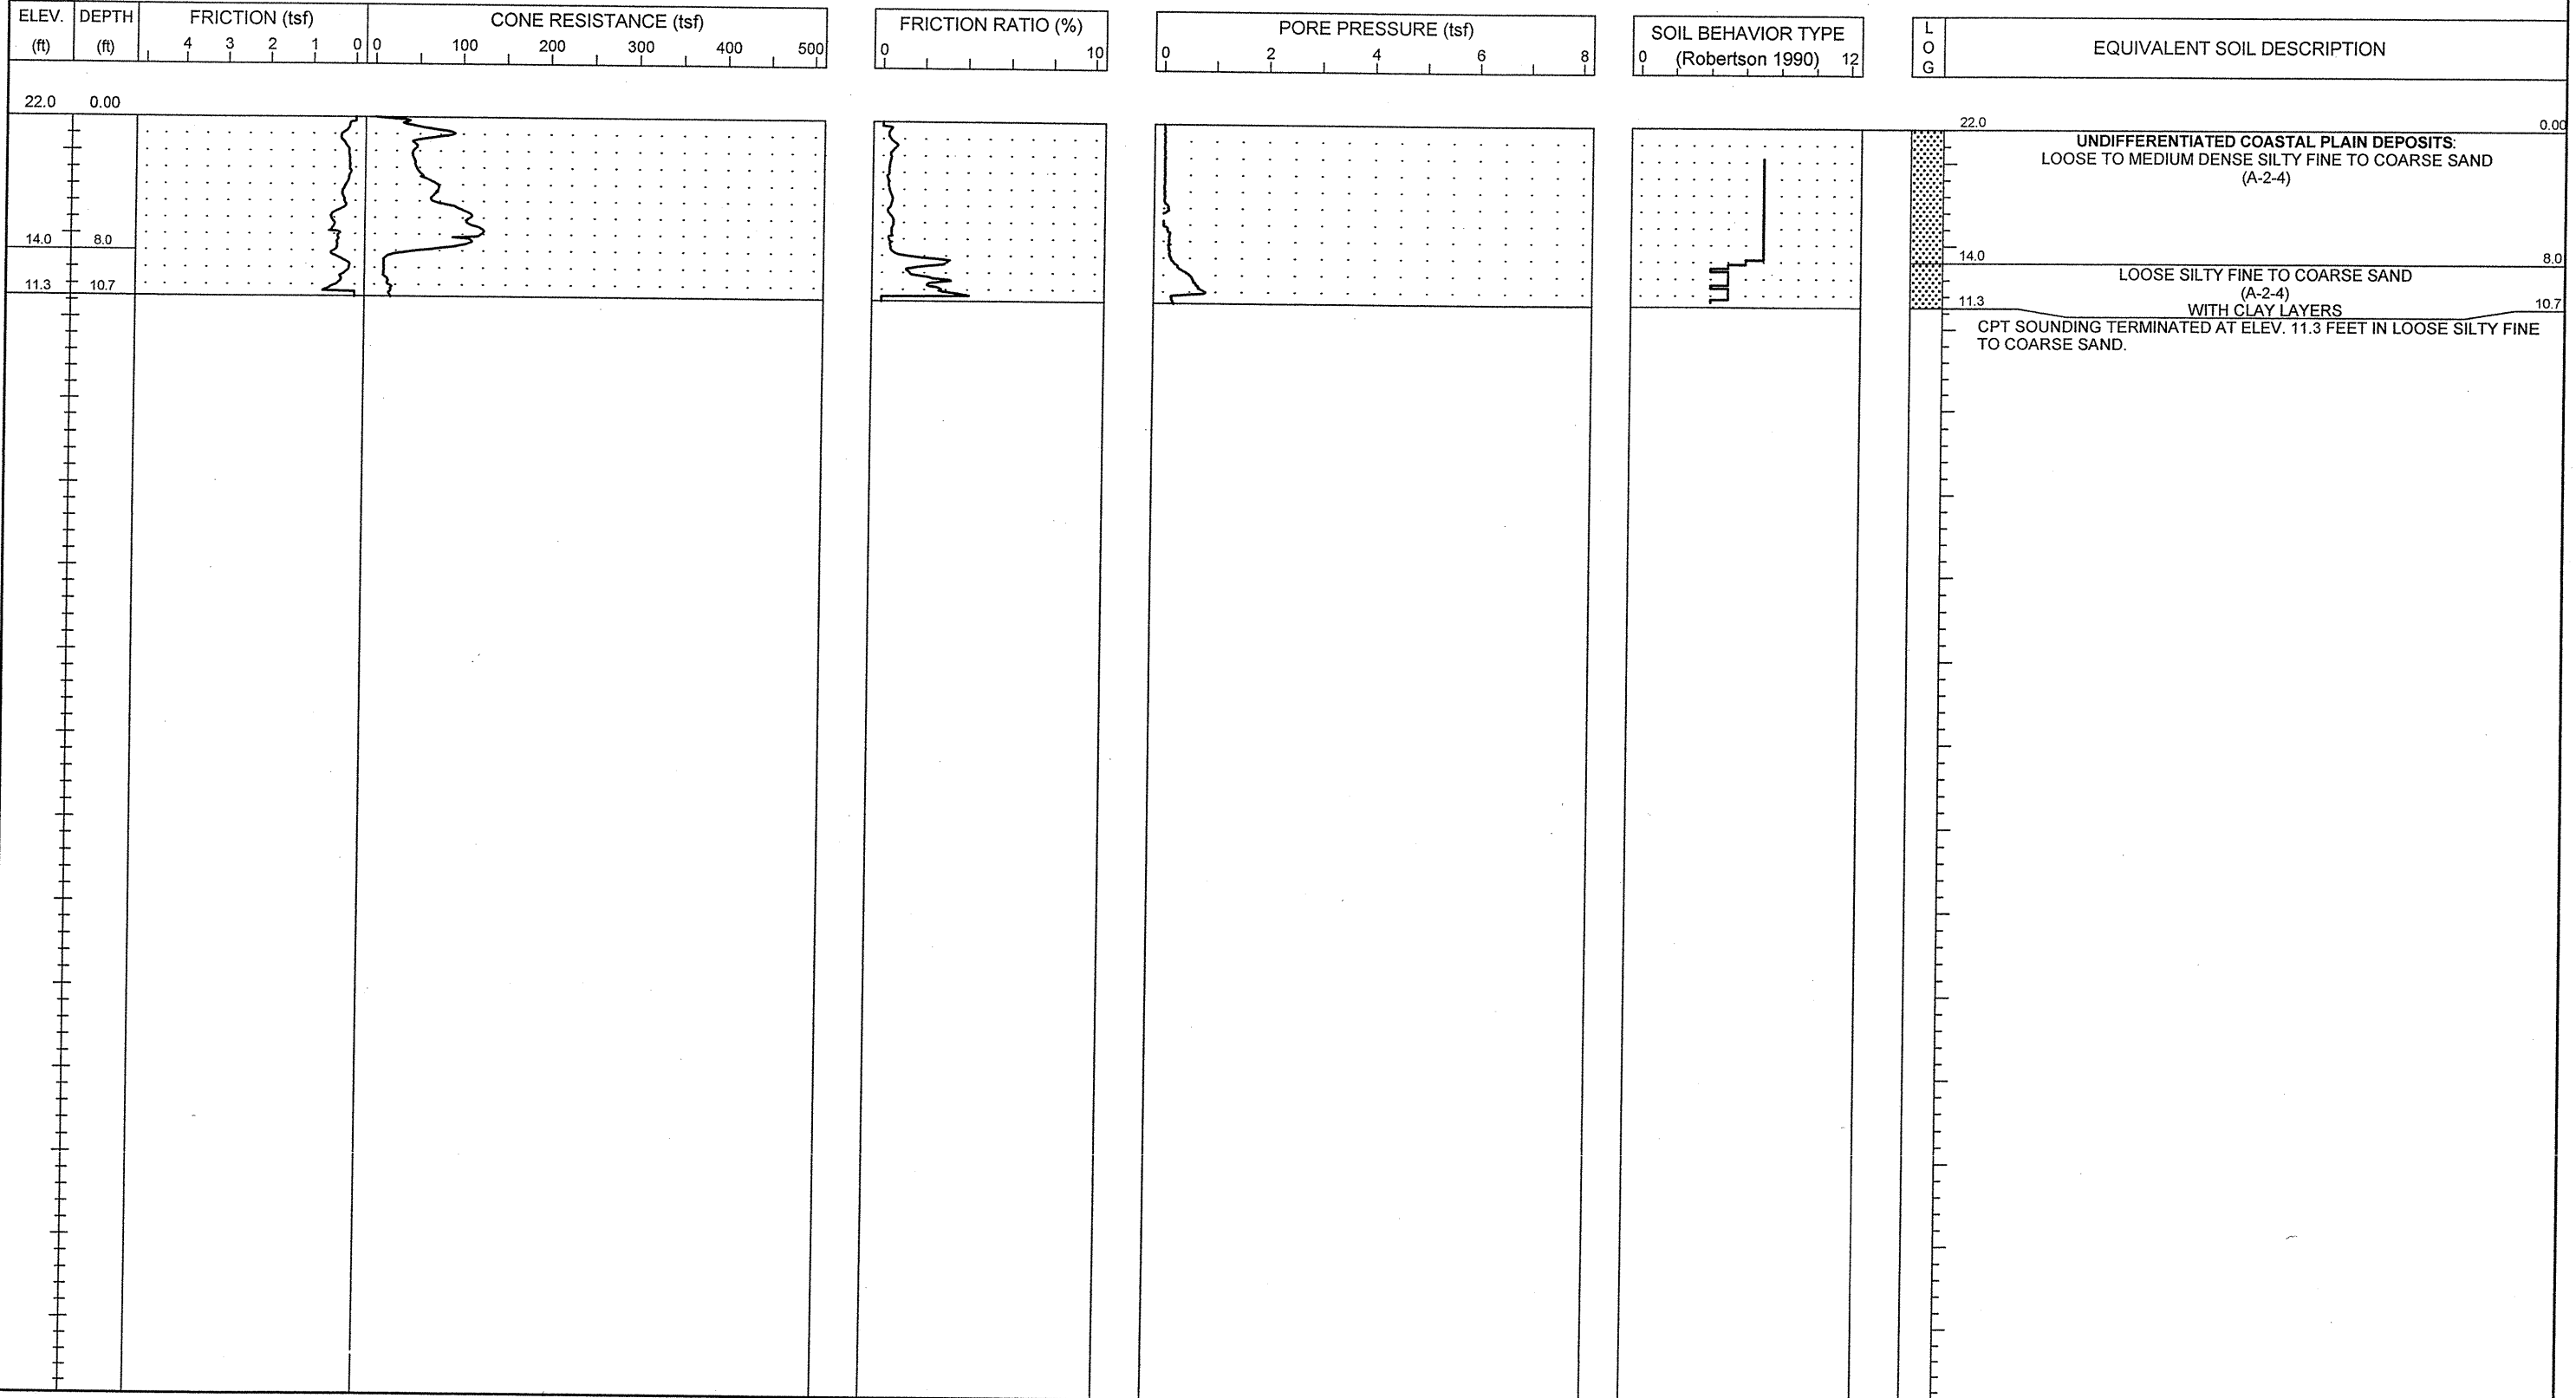 ELEV. DEPTH FRICTION (tsf) CONE RESISTANCE (tsf) FRICTION RATIO (%) PORE PRESSURE (tsf) SOIL BEHAVIOR TYPE L O G EQUIVALENT SOIL DESCRIPTION
(ft) (ft) 4 3 2 1 0 0 100 200 300 400 500 0 10 0 2 4 6 8 0 (Robertson 1990) 12
22.0 0.00
22.0 0.00
UNDIFFERENTIATED COASTAL PLAIN DEPOSITS:
LOOSE TO MEDIUM DENSE SILTY FINE TO COARSE SAND
(A-2-4)
14.0 8.0
14.0 8.0
LOOSE SILTY FINE TO COARSE SAND
(A-2-4)
11.3 10.7
11.3 10.7
WITH CLAY LAYERS
CPT SOUNDING TERMINATED AT ELEV. 11.3 FEET IN LOOSE SILTY FINE
TO COARSE SAND.